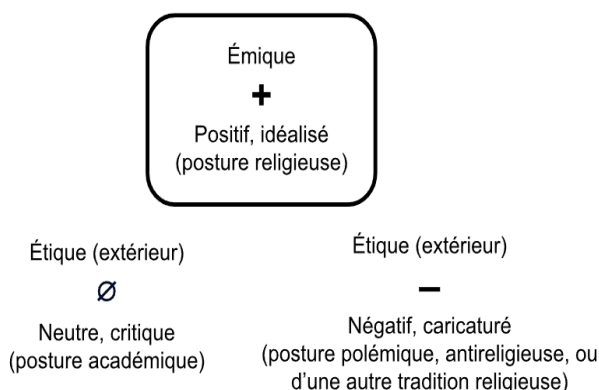 Émique
+
Positif, idéalisé
(posture religieuse)
Étique (extérieur)
Ø
Neutre, critique
(posture académique)
Étique (extérieur)
–
Négatif, caricaturé
(posture polémique, antireligieuse, ou
d’une autre tradition religieuse)